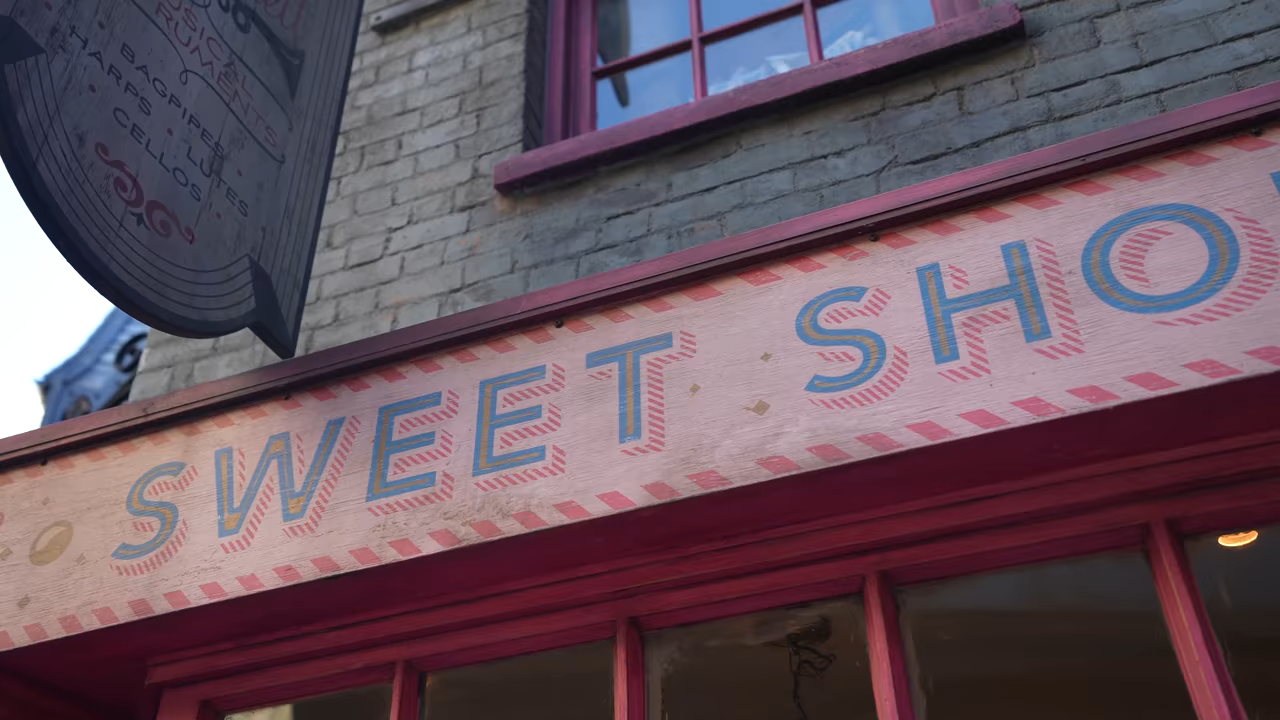 MUSICAL
INSTRUMENTS
• BAGPIPES •
HARPS • LUTES
CELLOS •
SWEET SHO